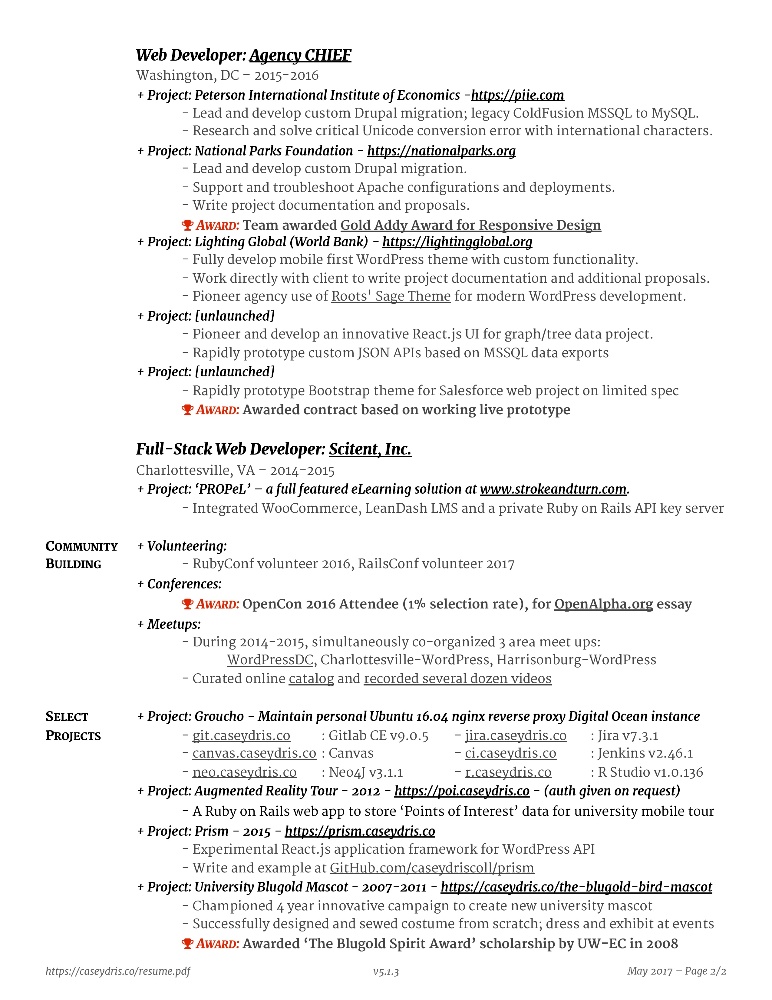 Web Developer: Agency CHIEF
Washington, DC – 2015-2016
+ Project: Peterson International Institute of Economics -https://piie.com
- Lead and develop custom Drupal migration; legacy ColdFusion MSSQL to MySQL.
- Research and solve critical Unicode conversion error with international characters.
+ Project: National Parks Foundation - https://nationalparks.org
- Lead and develop custom Drupal migration.
- Support and troubleshoot Apache configurations and deployments.
- Write project documentation and proposals.
🏆 AWARD: Team awarded Gold Addy Award for Responsive Design
+ Project: Lighting Global (World Bank) - https://lightingglobal.org
- Fully develop mobile first WordPress theme with custom functionality.
- Work directly with client to write project documentation and additional proposals.
- Pioneer agency use of Roots' Sage Theme for modern WordPress development.
+ Project: [unlaunched]
- Pioneer and develop an innovative React.js UI for graph/tree data project.
- Rapidly prototype custom JSON APIs based on MSSQL data exports
+ Project: [unlaunched]
- Rapidly prototype Bootstrap theme for Salesforce web project on limited spec
🏆 AWARD: Awarded contract based on working live prototype
Full-Stack Web Developer: Scitent, Inc.
Charlottesville, VA – 2014-2015
+ Project: ‘PROPeL’ – a full featured eLearning solution at www.strokeandturn.com.
- Integrated WooCommerce, LeanDash LMS and a private Ruby on Rails API key server
COMMUNITY BUILDING
+ Volunteering:
- RubyConf volunteer 2016, RailsConf volunteer 2017
+ Conferences:
🏆 AWARD: OpenCon 2016 Attendee (1% selection rate), for OpenAlpha.org essay
+ Meetups:
- During 2014-2015, simultaneously co-organized 3 area meet ups:
WordPressDC, Charlottesville-WordPress, Harrisonburg-WordPress
- Curated online catalog and recorded several dozen videos
SELECT PROJECTS
+ Project: Groucho - Maintain personal Ubuntu 16.04 nginx reverse proxy Digital Ocean instance
- git.caseydris.co : Gitlab CE v9.0.5 - jira.caseydris.co : Jira v7.3.1
- canvas.caseydris.co : Canvas - ci.caseydris.co : Jenkins v2.46.1
- neo.caseydris.co : Neo4J v3.1.1 - r.caseydris.co : R Studio v1.0.136
+ Project: Augmented Reality Tour - 2012 - https://poi.caseydris.co - (auth given on request)
- A Ruby on Rails web app to store ‘Points of Interest’ data for university mobile tour
+ Project: Prism - 2015 - https://prism.caseydris.co
- Experimental React.js application framework for WordPress API
- Write and example at GitHub.com/caseydriscoll/prism
+ Project: University Blugold Mascot - 2007-2011 - https://caseydris.co/the-blugold-bird-mascot
- Championed 4 year innovative campaign to create new university mascot
- Successfully designed and sewed costume from scratch; dress and exhibit at events
🏆 AWARD: Awarded ‘The Blugold Spirit Award’ scholarship by UW-EC in 2008
https://caseydris.co/resume.pdf v5.1.3 May 2017 – Page 2/2